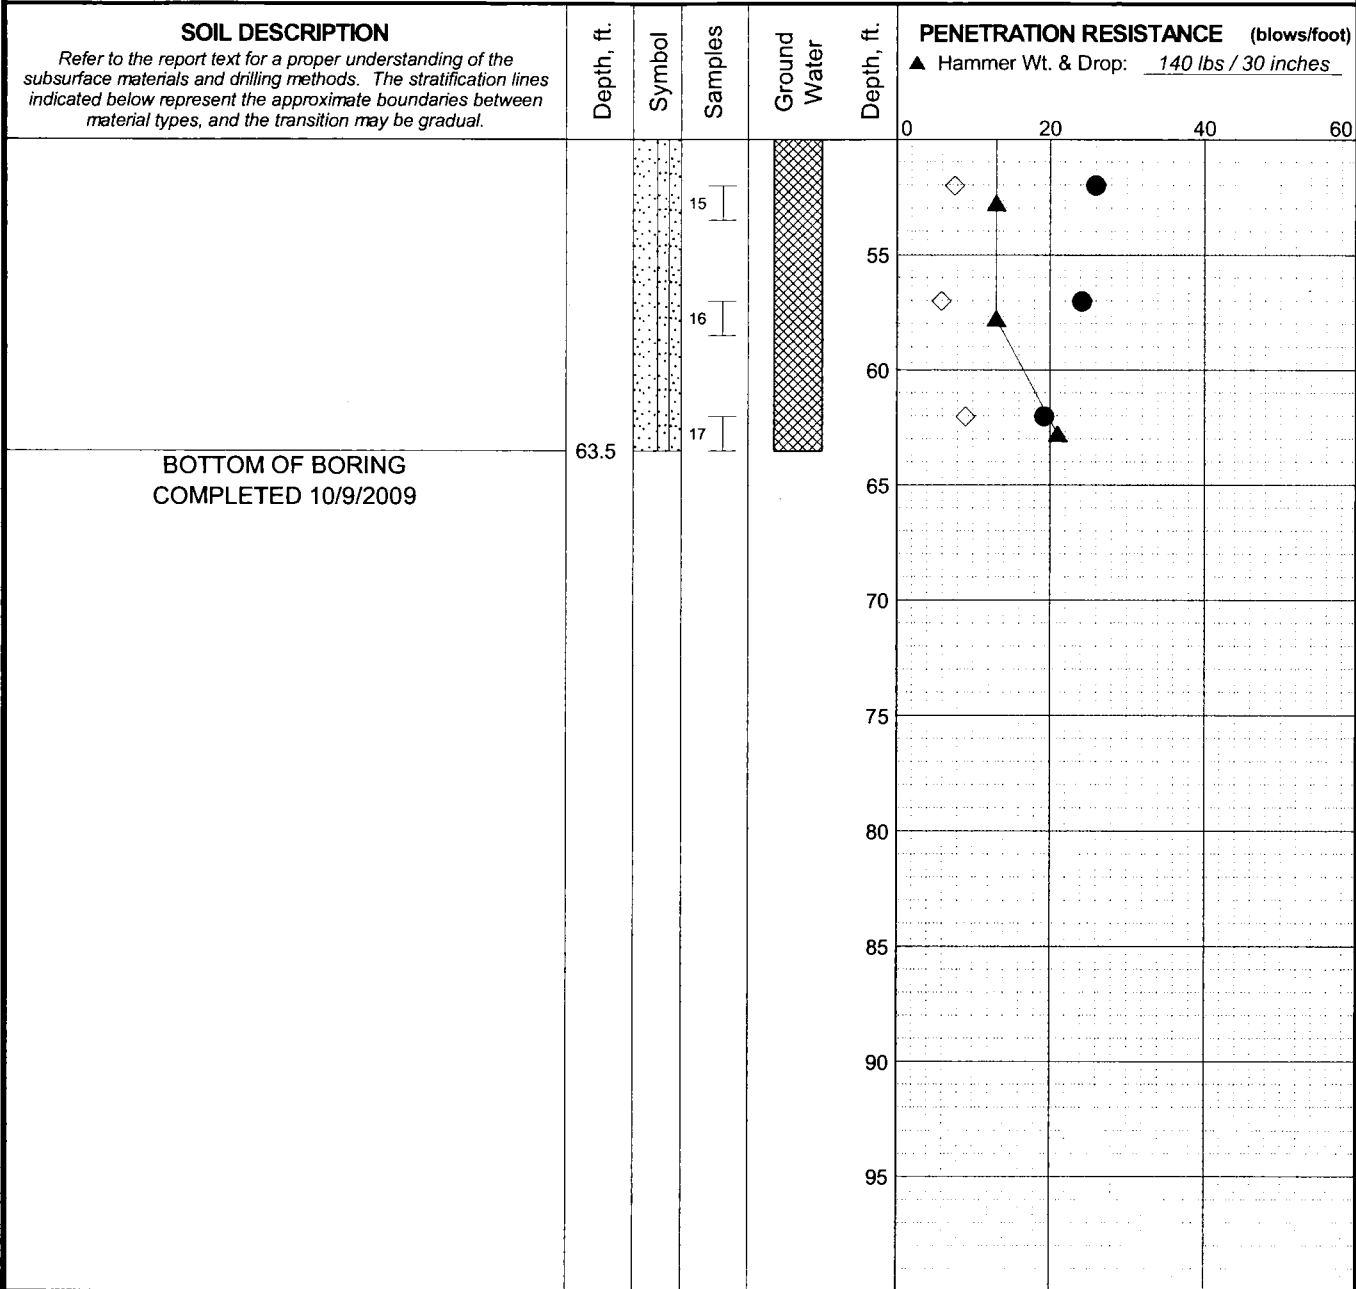 SOIL DESCRIPTION
Refer to the report text for a proper understanding of the
subsurface materials and drilling methods. The stratification lines
indicated below represent the approximate boundaries between
material types, and the transition may be gradual.
Depth, ft.
Symbol
Samples
Ground
Water
Depth, ft.
PENETRATION RESISTANCE (blows/foot)
▲ Hammer Wt. & Drop: 140 lbs / 30 inches
0 20 40 60
15
55
16
60
17
63.5
BOTTOM OF BORING
COMPLETED 10/9/2009
65
70
75
80
85
90
95